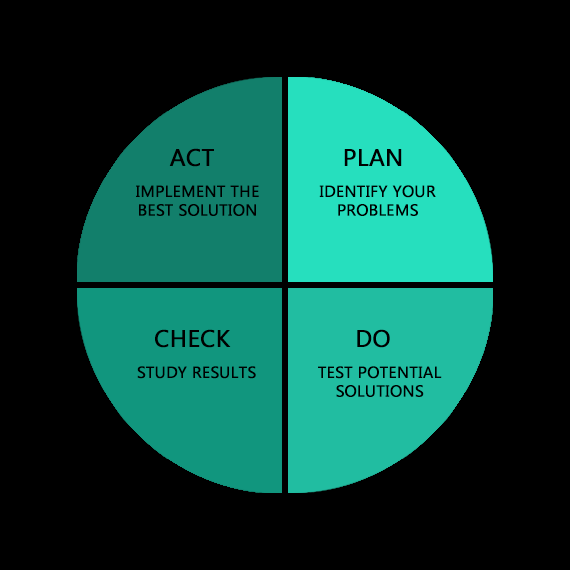 ACT
IMPLEMENT THE
BEST SOLUTION
PLAN
IDENTIFY YOUR
PROBLEMS
CHECK
STUDY RESULTS
DO
TEST POTENTIAL
SOLUTIONS